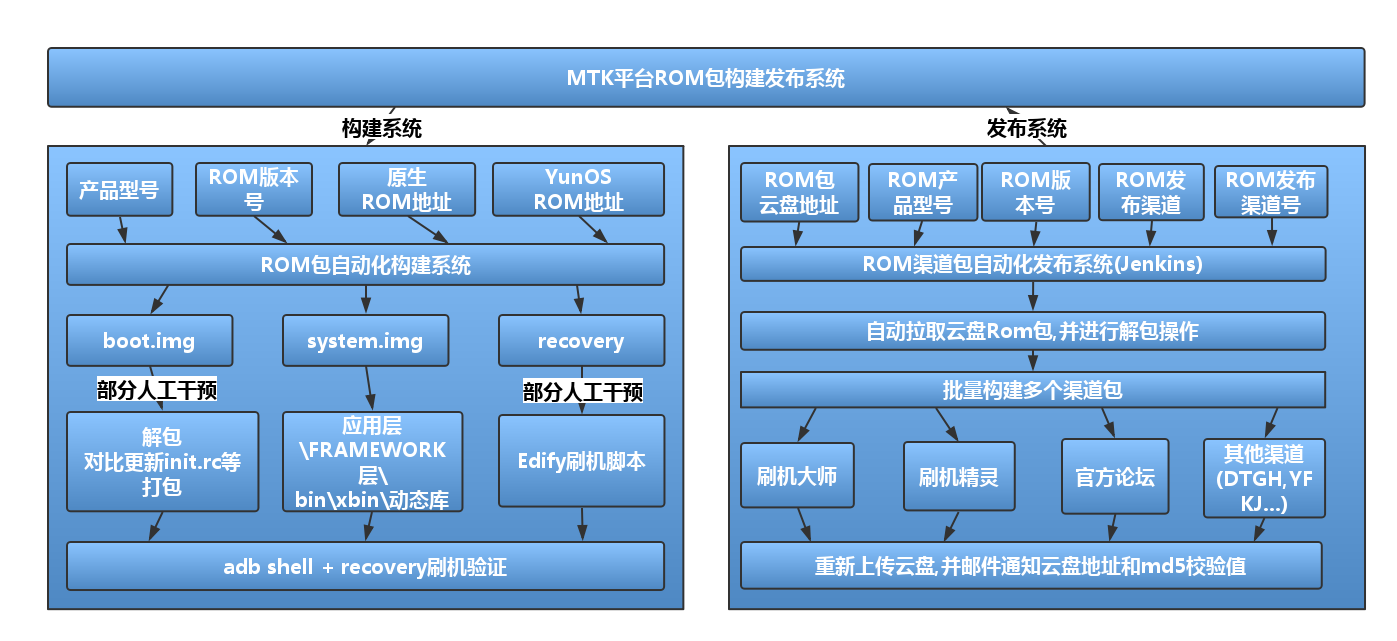 MTK平台ROM包构建发布系统
构建系统
发布系统
产品型号
ROM版本
号
原生
ROM地址
YunOS
ROM地址
ROM包自动化构建系统
boot.img
system.img
recovery
部分人工干预
部分人工干预
解包
对比更新init.rc等
打包
应用层
\FRAMEWORK
层\
bin\xbin\动态库
Edify刷机脚本
adb shell + recovery刷机验证
ROM包
云盘地址
ROM产
品型号
ROM版
本号
ROM发
布渠道
ROM发布
渠道号
ROM渠道包自动化发布系统(Jenkins)
自动拉取云盘Rom包,并进行解包操作
批量构建多个渠道包
刷机大师
刷机精灵
官方论坛
其他渠道
(DTGH,YF
KJ...)
重新上传云盘,并邮件通知云盘地址和md5校验值